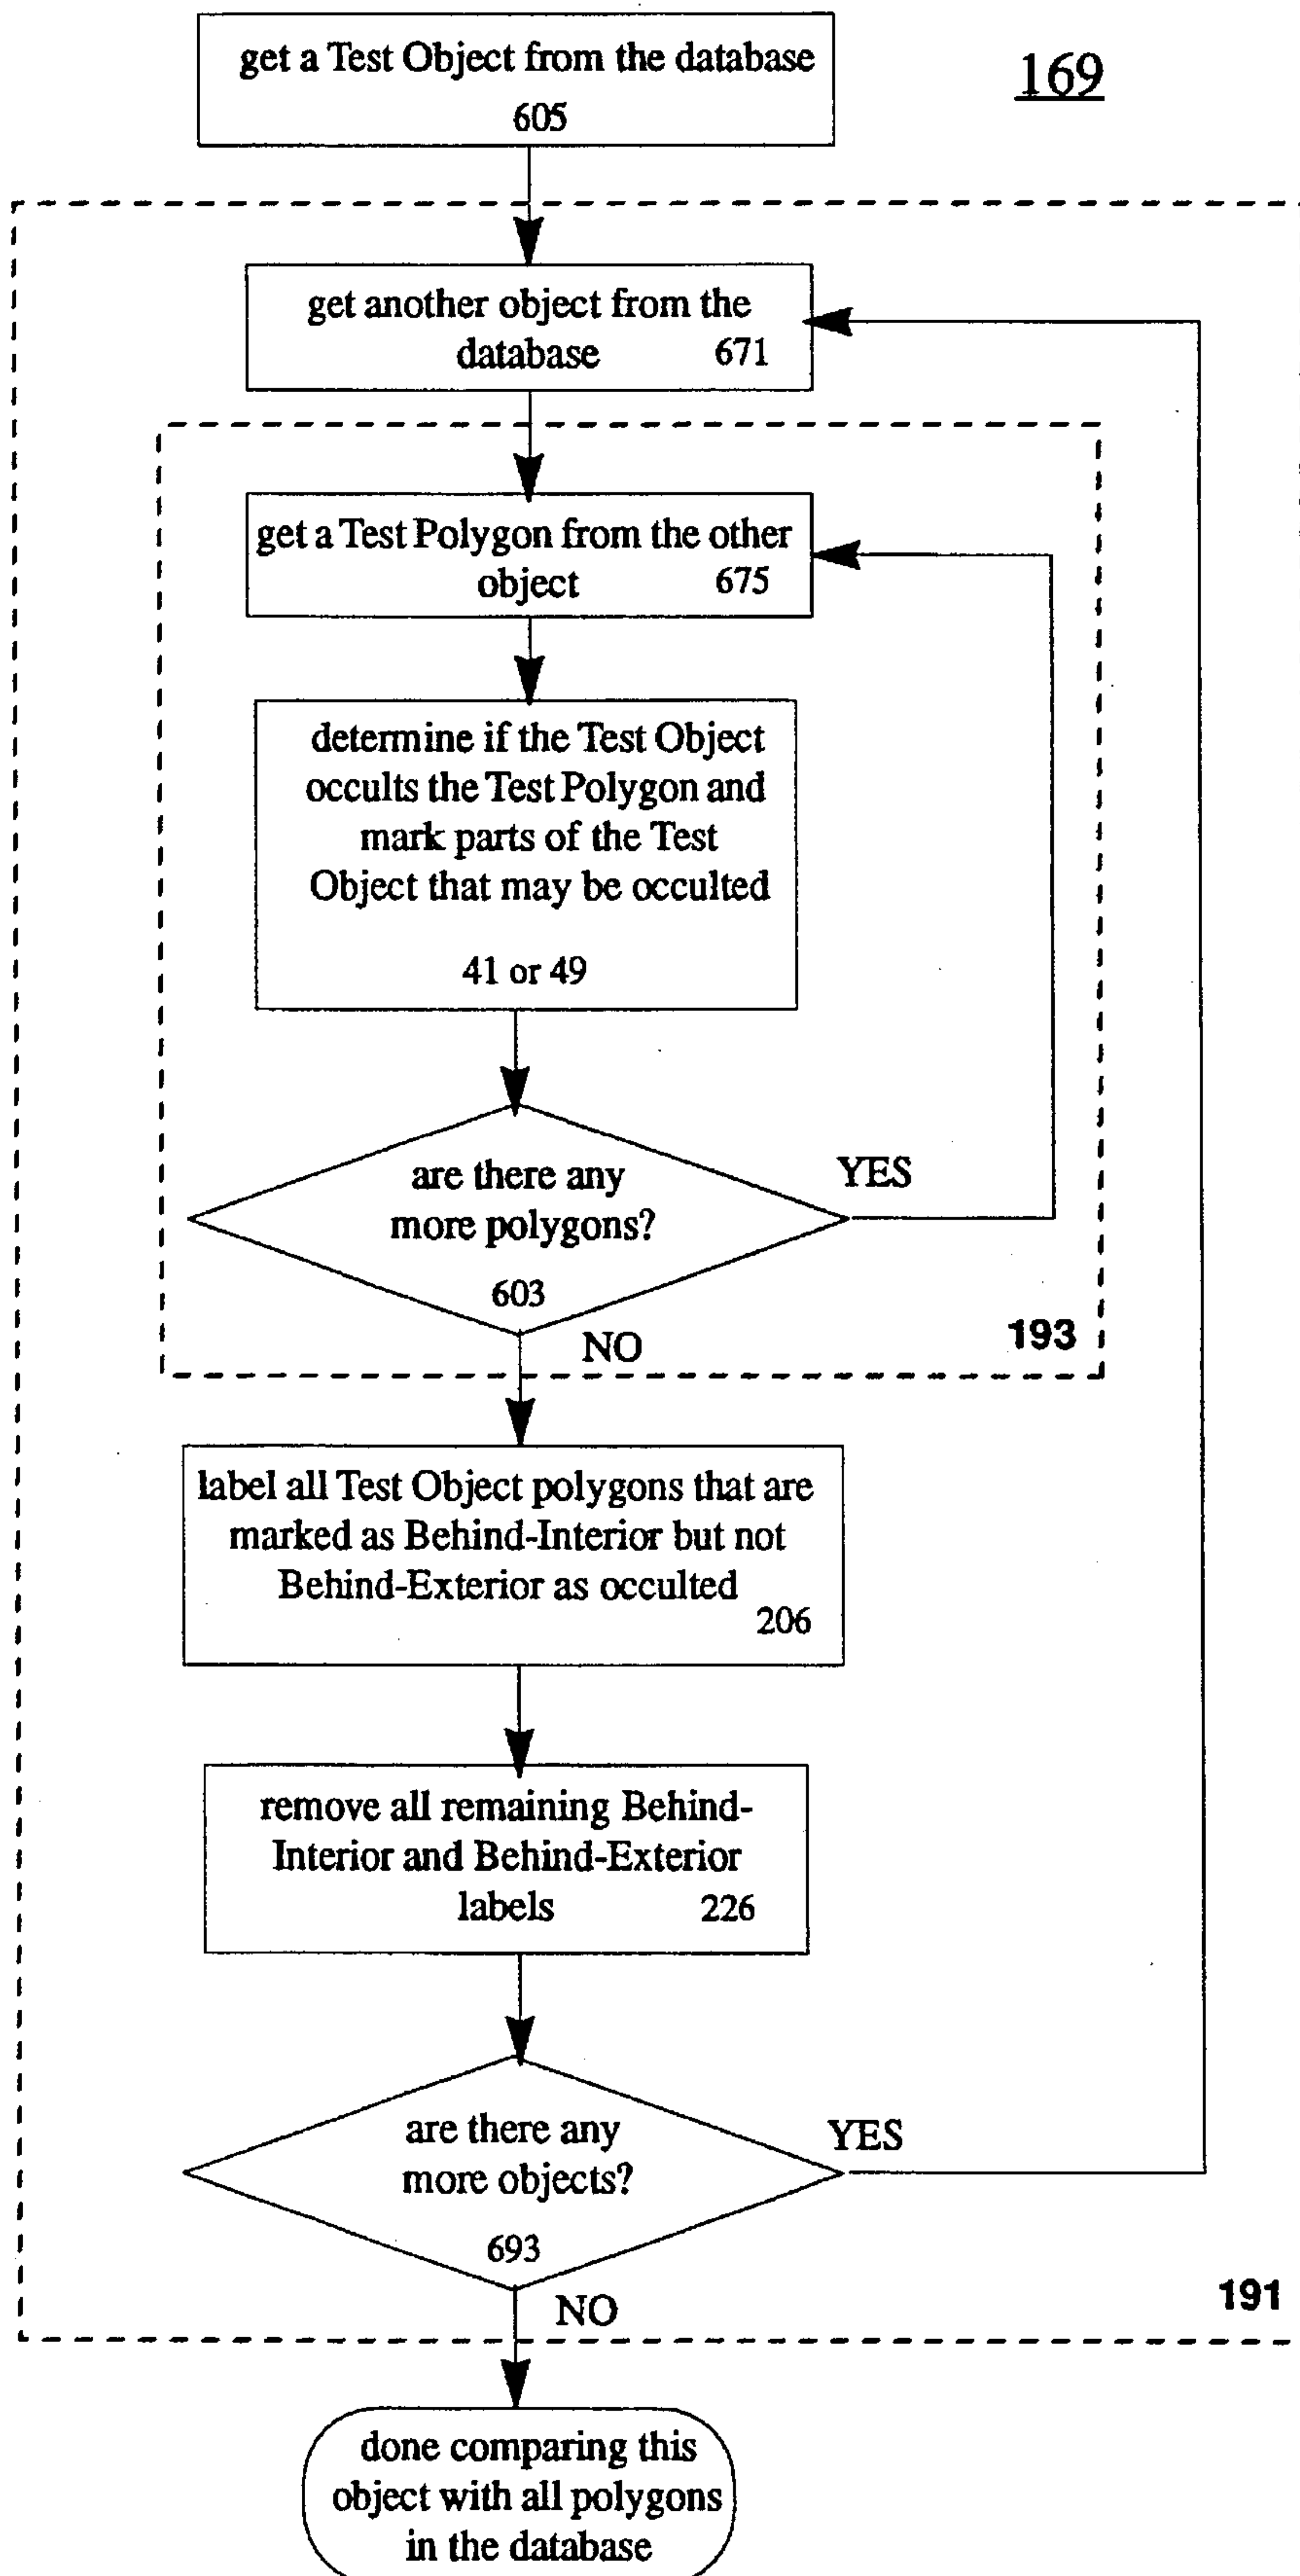 get a Test Object from the database
605
169
get another object from the
database 671
get a Test Polygon from the other
object 675
determine if the Test Object
occults the Test Polygon and
mark parts of the Test
Object that may be occulted
41 or 49
are there any
more polygons?
603
YES
NO
193
label all Test Object polygons that are
marked as Behind-Interior but not
Behind-Exterior as occulted
206
remove all remaining Behind-
Interior and Behind-Exterior
labels 226
are there any
more objects?
693
YES
NO
191
done comparing this
object with all polygons
in the database